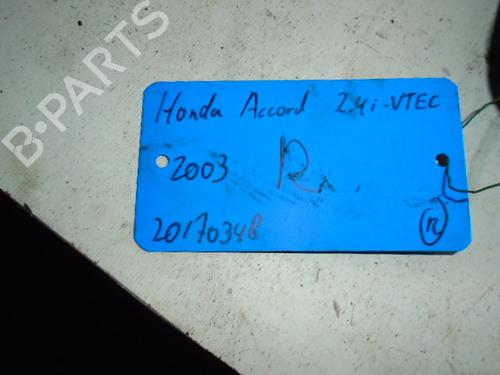 B-PARTS
Honda Accord 2.4i-VTEC
2003 R
20170348
n